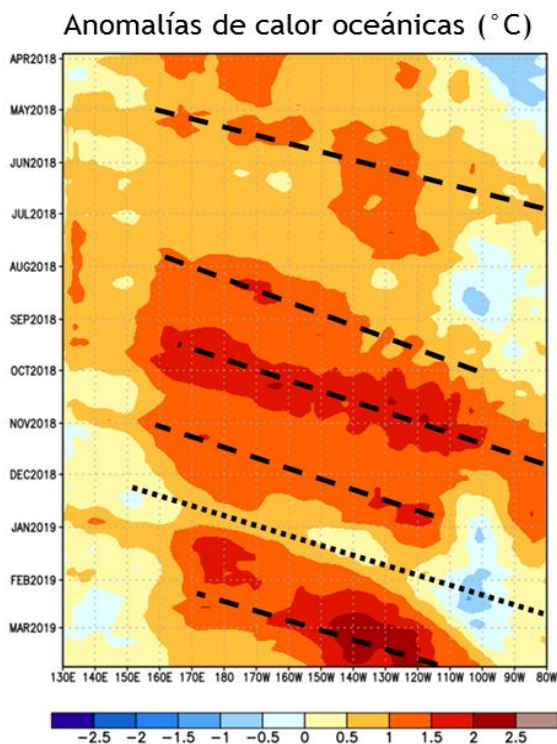 Anomalías de calor oceánicas (°C)
APR2018
MAY2018
JUN2018
JUL2018
AUG2018
SEP2018
OCT2018
NOV2018
DEC2018
JAN2019
FEB2019
MAR2019
130E 140E 150E 160E 170E 180 170W 160W 150W 140W 130W 120W 110W 100W 90W 80W
-2.5 -2 -1.5 -1 -0.5 0 0.5 1 1.5 2 2.5